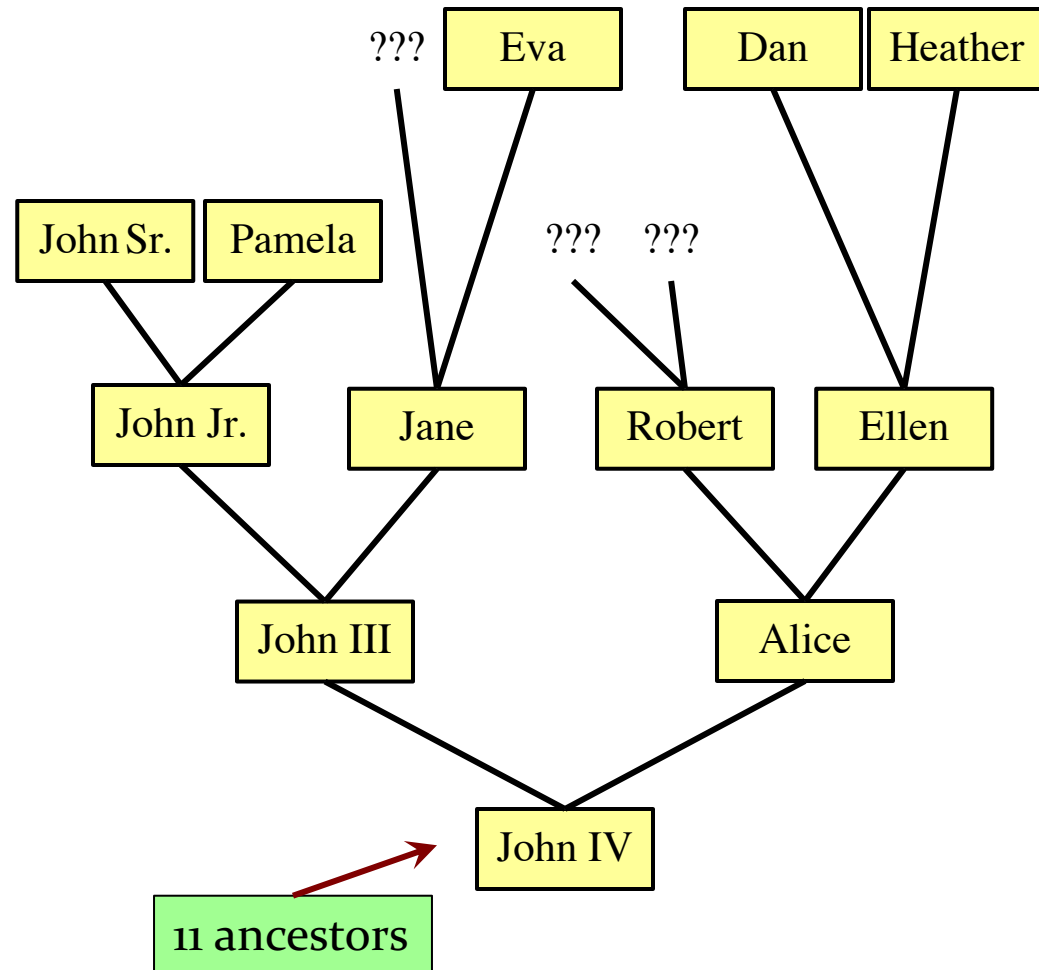 ??? Eva Dan Heather
John Sr. Pamela ??? ???
John Jr. Jane Robert Ellen
John III Alice
John IV
11 ancestors